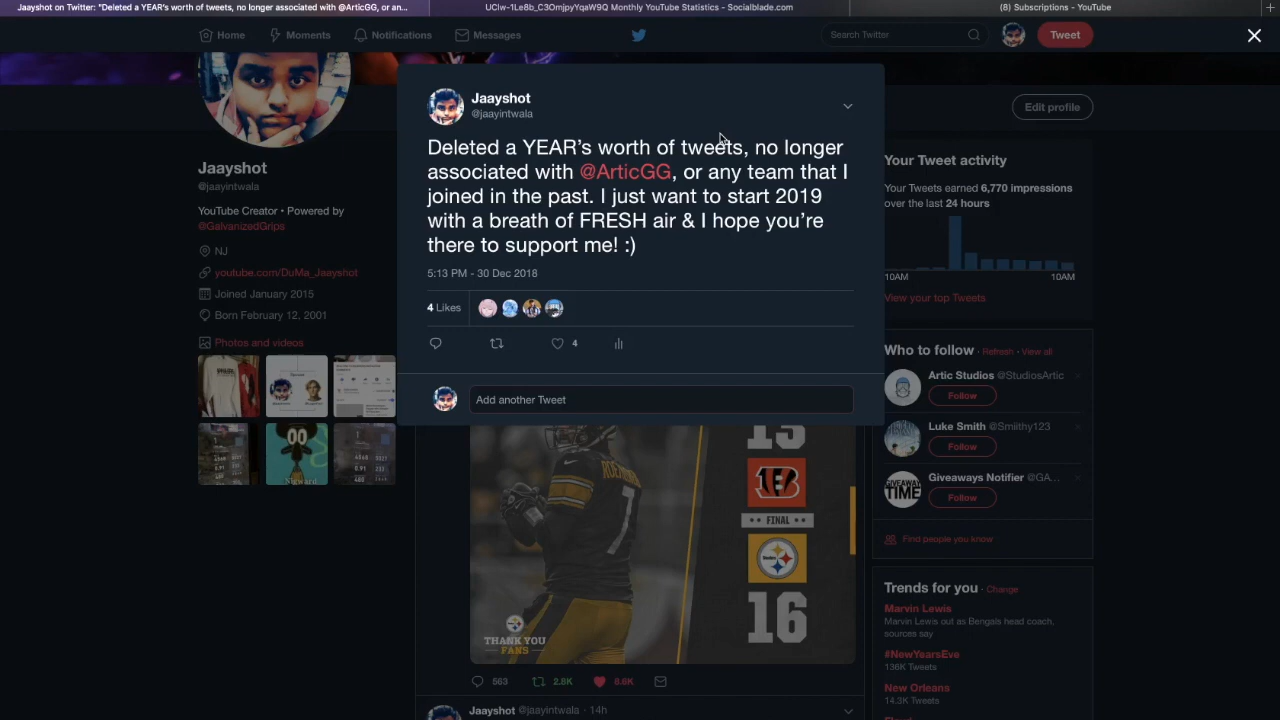 Jaayshot on Twitter: "Deleted a YEAR's worth of tweets, no longer associated with @ArticGG, or an...
UClw-1Le8b_C3OmjpyYqaW9Q Monthly YouTube Statistics - Socialblade.com
(8) Subscriptions - YouTube
Home
Moments
Notifications
Messages
Search Twitter
Tweet
Edit profile
Jaayshot
@jaayintwala
YouTube Creator • Powered by
@GalvanizedGrips
NJ
youtube.com/DuMa_Jaayshot
Joined January 2015
Born February 12, 2001
Photos and videos
Jaayshot
@jaayintwala
Deleted a YEAR's worth of tweets, no longer
associated with @ArticGG, or any team that I
joined in the past. I just want to start 2019
with a breath of FRESH air & I hope you're
there to support me! :)
5:13 PM - 30 Dec 2018
4 Likes
4
Add another Tweet
13
FINAL
16
7
Steelers
THANK YOU
FANS
563
2.8K
8.6K
Jaayshot @jaayintwala · 14h
Your Tweet activity
Your Tweets earned 6,770 impressions
over the last 24 hours
10AM
10AM
View your top Tweets
Who to follow · Refresh · View all
Artic Studios @StudiosArtic
Follow
Luke Smith @Smiithy123
Follow
Giveaways Notifier @GA...
GIVEAWAY
TIME
Follow
Find people you know
Trends for you · Change
Marvin Lewis
Marvin Lewis out as Bengals head coach,
sources say
#NewYearsEve
136K Tweets
New Orleans
14.3K Tweets